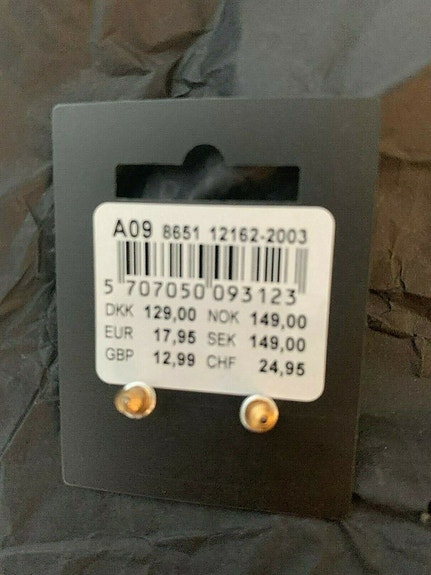 A09 8651 12162-2003
5 707050 093123
DKK 129,00 NOK 149,00
EUR 17,95 SEK 149,00
GBP 12,99 CHF 24,95